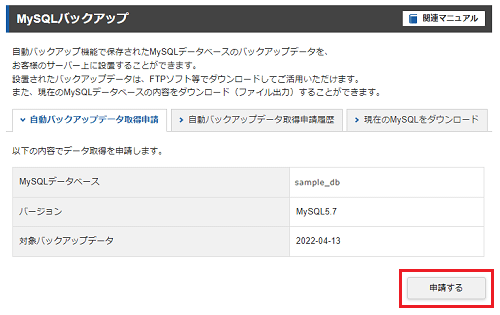 MySQLバックアップ
関連マニュアル
自動バックアップ機能で保存されたMySQLデータベースのバックアップデータを、
お客様のサーバー上に設置することができます。
設置されたバックアップデータは、FTPソフト等でダウンロードしてご活用いただけます。
また、現在のMySQLデータベースの内容をダウンロード（ファイル出力）することができます。
自動バックアップデータ取得申請
自動バックアップデータ取得申請履歴
現在のMySQLをダウンロード
以下の内容でデータ取得を申請します。
MySQLデータベース sample_db
バージョン MySQL5.7
対象バックアップデータ 2022-04-13
申請する